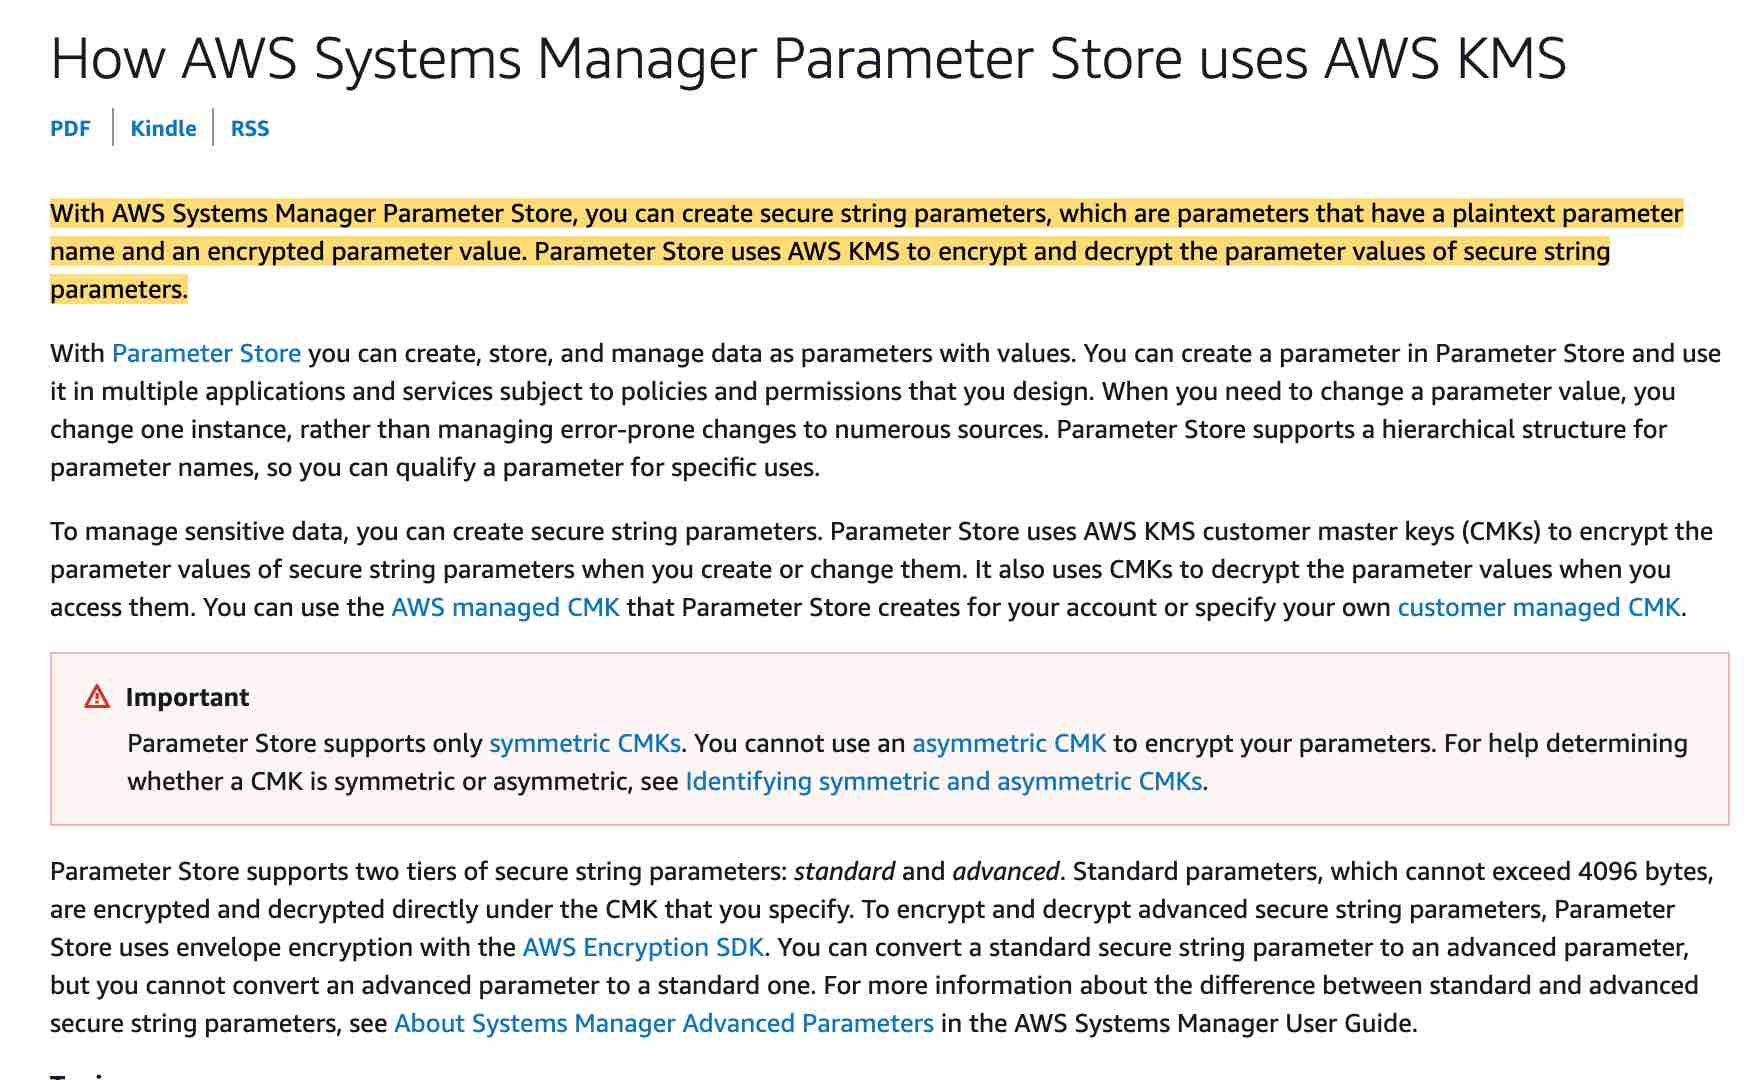 How AWS Systems Manager Parameter Store uses AWS KMS
PDF
Kindle
RSS
With AWS Systems Manager Parameter Store, you can create secure string parameters, which are parameters that have a plaintext parameter
name and an encrypted parameter value. Parameter Store uses AWS KMS to encrypt and decrypt the parameter values of secure string
parameters.
With Parameter Store you can create, store, and manage data as parameters with values. You can create a parameter in Parameter Store and use
it in multiple applications and services subject to policies and permissions that you design. When you need to change a parameter value, you
change one instance, rather than managing error-prone changes to numerous sources. Parameter Store supports a hierarchical structure for
parameter names, so you can qualify a parameter for specific uses.
To manage sensitive data, you can create secure string parameters. Parameter Store uses AWS KMS customer master keys (CMKs) to encrypt the
parameter values of secure string parameters when you create or change them. It also uses CMKs to decrypt the parameter values when you
access them. You can use the AWS managed CMK that Parameter Store creates for your account or specify your own customer managed CMK.
Important
Parameter Store supports only symmetric CMKs. You cannot use an asymmetric CMK to encrypt your parameters. For help determining
whether a CMK is symmetric or asymmetric, see Identifying symmetric and asymmetric CMKs.
Parameter Store supports two tiers of secure string parameters: standard and advanced. Standard parameters, which cannot exceed 4096 bytes,
are encrypted and decrypted directly under the CMK that you specify. To encrypt and decrypt advanced secure string parameters, Parameter
Store uses envelope encryption with the AWS Encryption SDK. You can convert a standard secure string parameter to an advanced parameter,
but you cannot convert an advanced parameter to a standard one. For more information about the difference between standard and advanced
secure string parameters, see About Systems Manager Advanced Parameters in the AWS Systems Manager User Guide.